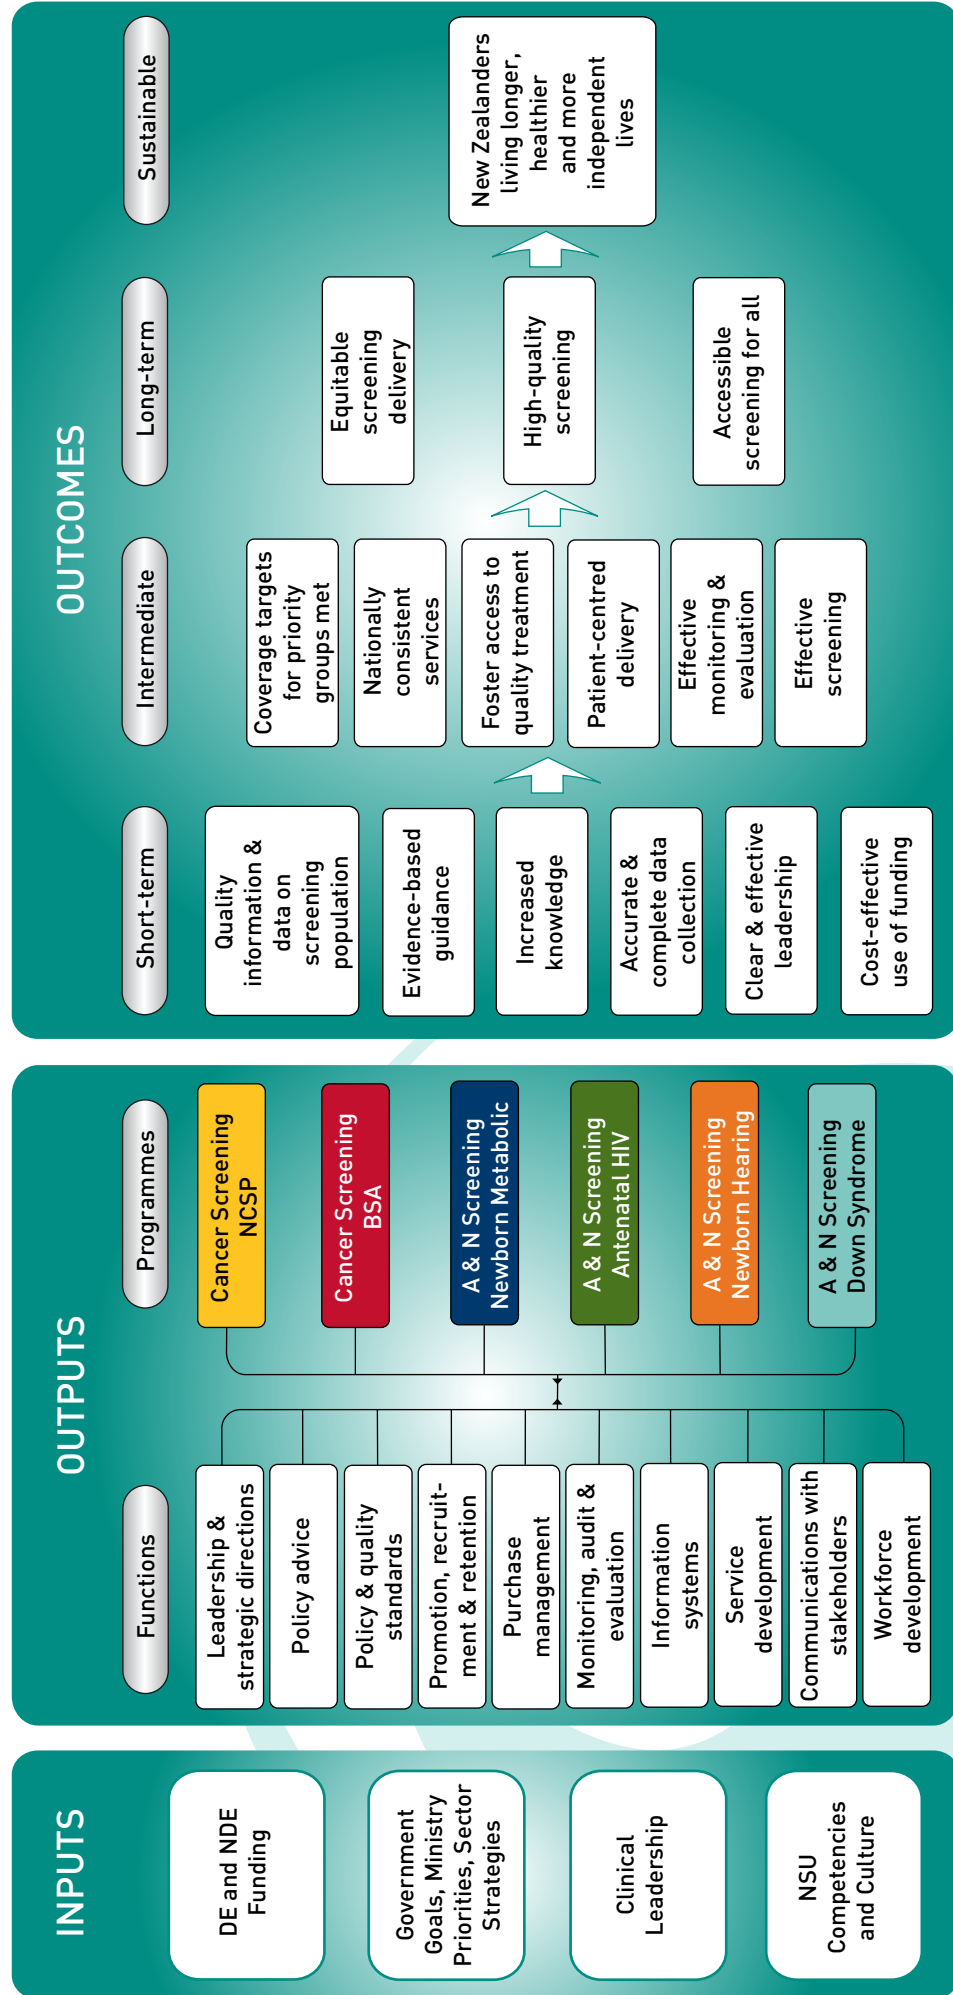 INPUTS
DE and NDE
Funding
Government
Goals, Ministry
Priorities, Sector
Strategies
Clinical
Leadership
NSU
Competencies
and Culture
OUTPUTS
Functions
Leadership &
strategic directions
Policy advice
Policy & quality
standards
Promotion, recruit-
ment & retention
Purchase
management
Monitoring, audit &
evaluation
Information
systems
Service
development
Communications with
stakeholders
Workforce
development
Programmes
Cancer Screening
NCSP
Cancer Screening
BSA
A & N Screening
Newborn Metabolic
A & N Screening
Antenatal HIV
A & N Screening
Newborn Hearing
A & N Screening
Down Syndrome
OUTCOMES
Short-term
Quality
information &
data on
screening
population
Evidence-based
guidance
Increased
knowledge
Accurate &
complete data
collection
Clear & effective
leadership
Cost-effective
use of funding
Intermediate
Coverage targets
for priority
groups met
Nationally
consistent
services
Foster access to
quality treatment
Patient-centred
delivery
Effective
monitoring &
evaluation
Effective
screening
Long-term
Equitable
screening
delivery
High-quality
screening
Accessible
screening for all
Sustainable
New Zealanders
living longer,
healthier
and more
independent
lives